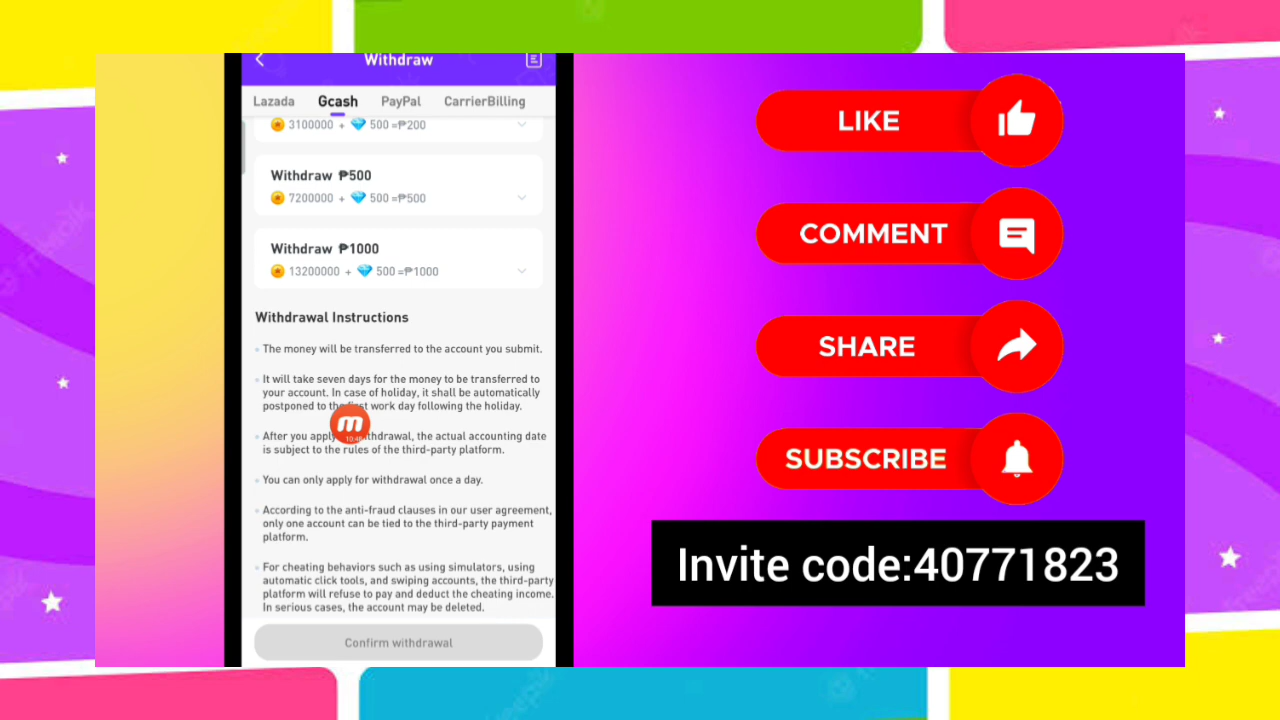 Withdraw
Lazada Gcash PayPal CarrierBilling
3100000 + 500 =₱200
Withdraw ₱500
7200000 + 500 =₱500
Withdraw ₱1000
13200000 + 500 =₱1000
Withdrawal Instructions
The money will be transferred to the account you submit.
It will take seven days for the money to be transferred to
your account. In case of holiday, it shall be automatically
postponed to the first work day following the holiday.
After you apply withdrawal, the actual accounting date
is subject to the rules of the third-party platform.
You can only apply for withdrawal once a day.
According to the anti-fraud clauses in our user agreement,
only one account can be tied to the third-party payment
platform.
For cheating behaviors such as using simulators, using
automatic click tools, and swiping accounts, the third-party
platform will refuse to pay and deduct the cheating income.
In serious cases, the account may be deleted.
Confirm withdrawal
m
LIKE
COMMENT
SHARE
SUBSCRIBE
Invite code:40771823